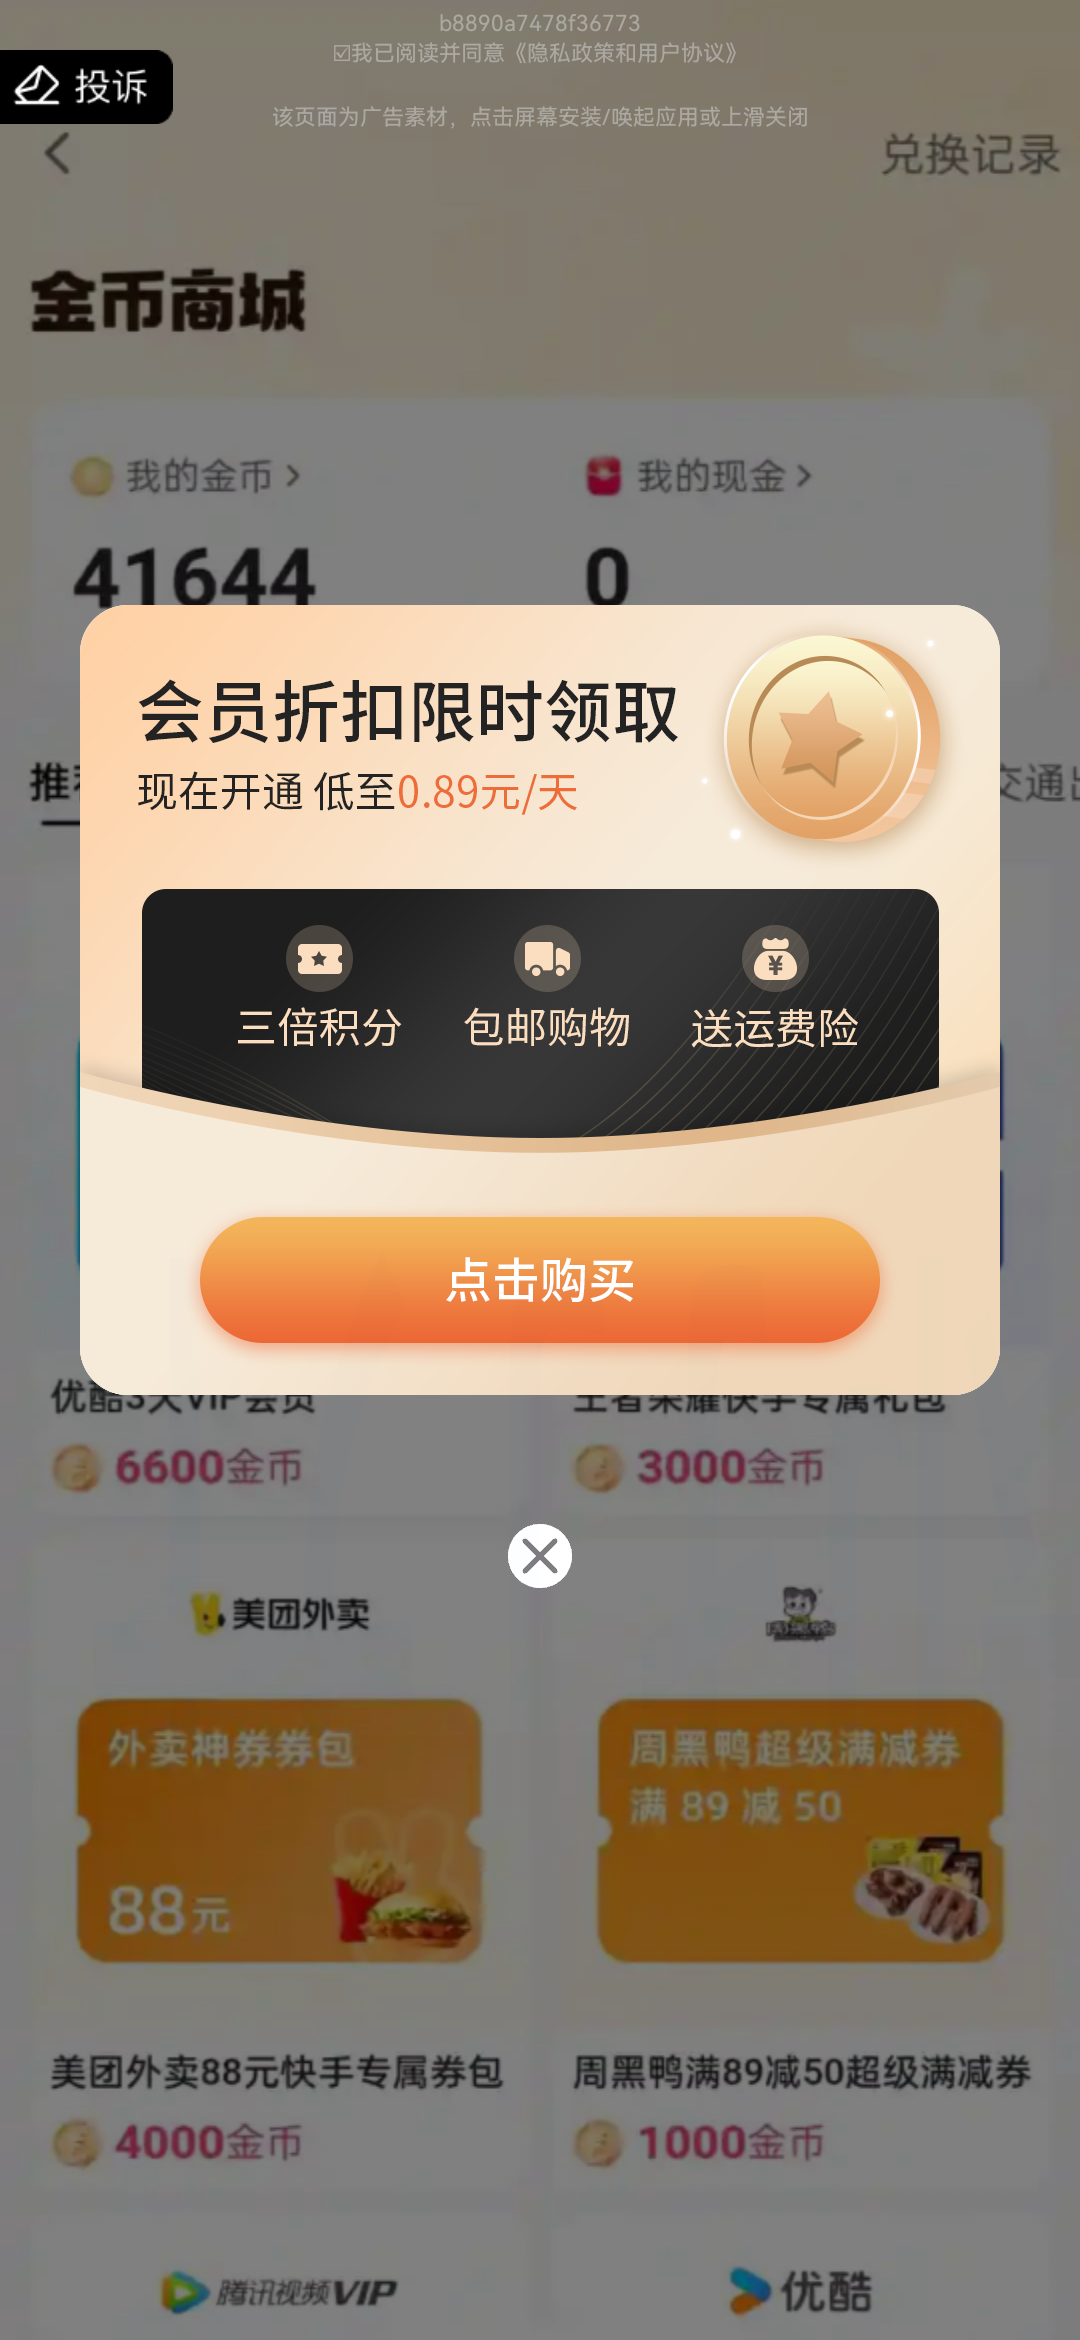 b8890a7478f36773
☑我已阅读并同意《隐私政策和用户协议》
投诉
该页面为广告素材，点击屏幕安装/唤起应用或上滑关闭
兑换记录
金币商城
我的金币
我的现金
41644
0
会员折扣限时领取
现在开通 低至0.89元/天
推
交通出
三倍积分
包邮购物
送运费险
点击购买
优酷3天VIP会员
王者荣耀快手专属礼包
6600金币
3000金币
美团外卖
外卖神券券包
88元
周黑鸭超级满减券
满 89 减 50
美团外卖88元快手专属券包
周黑鸭满89减50超级满减券
4000金币
1000金币
腾讯视频VIP
优酷